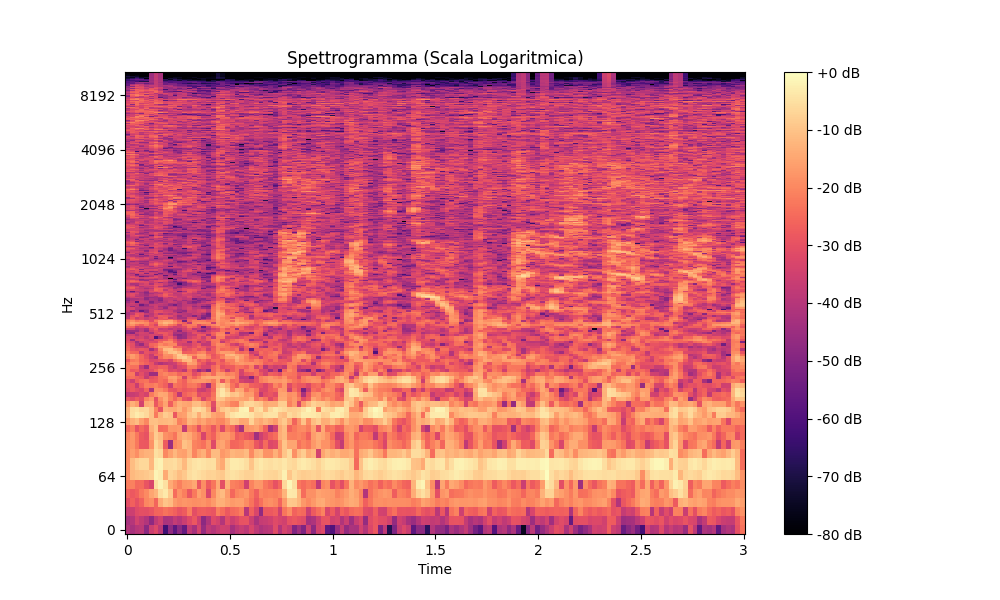 Spettrogramma (Scala Logaritmica)
Hz
8192
4096
2048
1024
512
256
128
64
0
0 0.5 1 1.5 2 2.5 3
Time
+0 dB
-10 dB
-20 dB
-30 dB
-40 dB
-50 dB
-60 dB
-70 dB
-80 dB